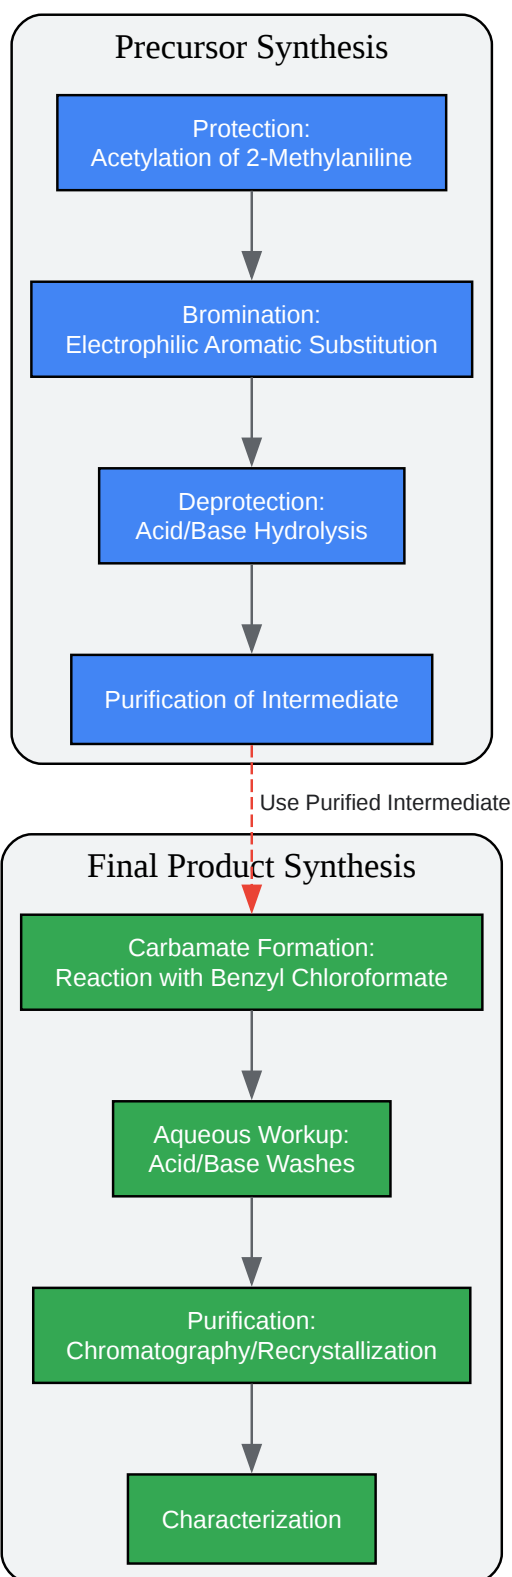 Precursor Synthesis
Protection:
Acetylation of 2-Methylaniline
Bromination:
Electrophilic Aromatic Substitution
Deprotection:
Acid/Base Hydrolysis
Purification of Intermediate
Use Purified Intermediate
Final Product Synthesis
Carbamate Formation:
Reaction with Benzyl Chloroformate
Aqueous Workup:
Acid/Base Washes
Purification:
Chromatography/Recrystallization
Characterization